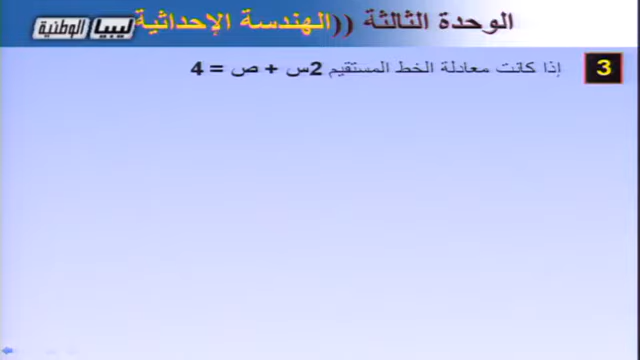 الوحدة الثالثة ((الهندسة الإحداثية
ليبيا الوطنية
3 إذا كانت معادلة الخط المستقيم 2س + ص = 4